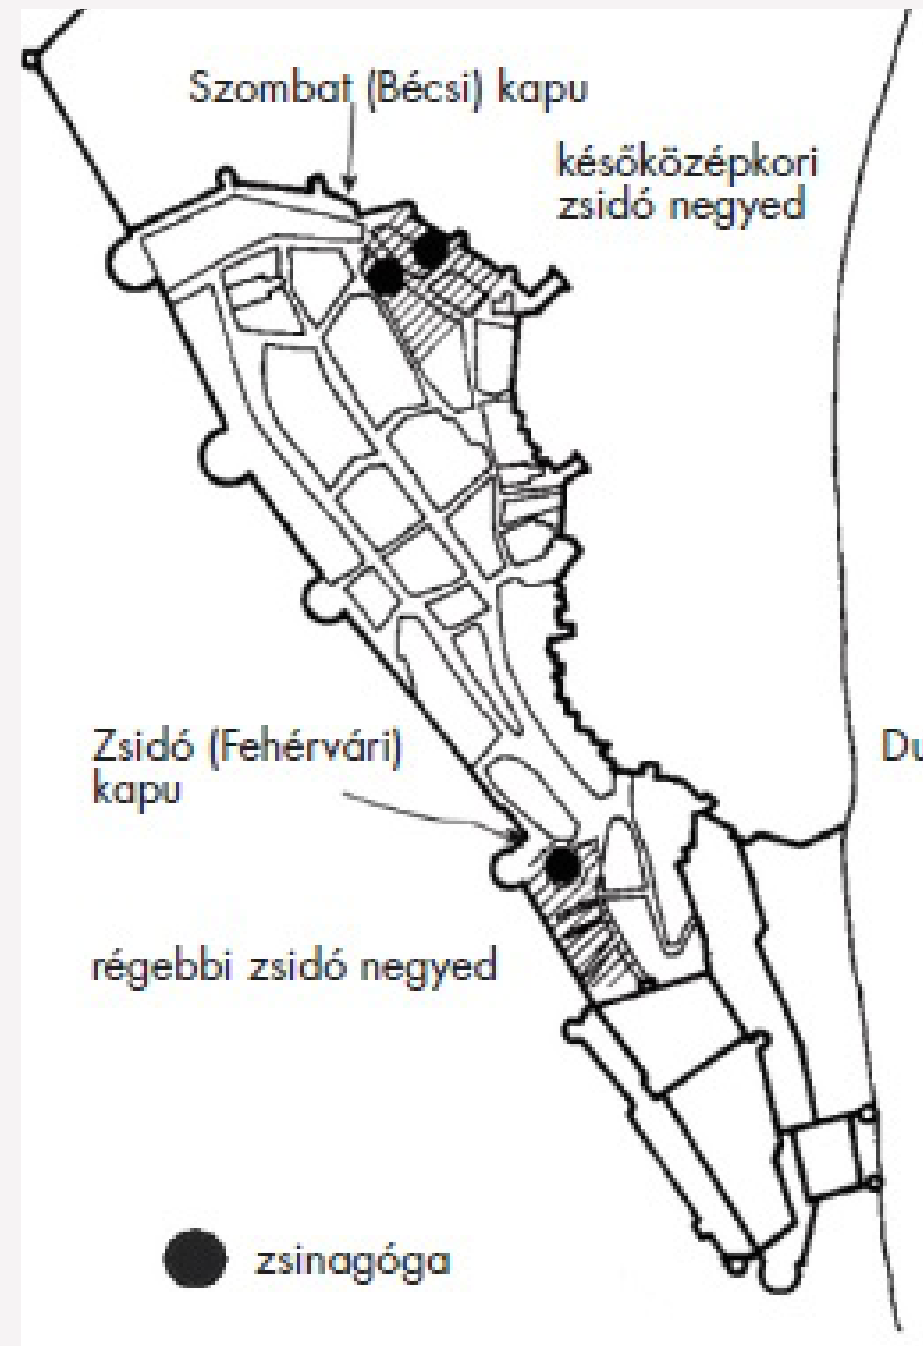 Szombat (Bécsi) kapu
későközépkori
zsidó negyed
Zsidó (Fehérvári)
kapu
Du
régebbi zsidó negyed
zsinagóga